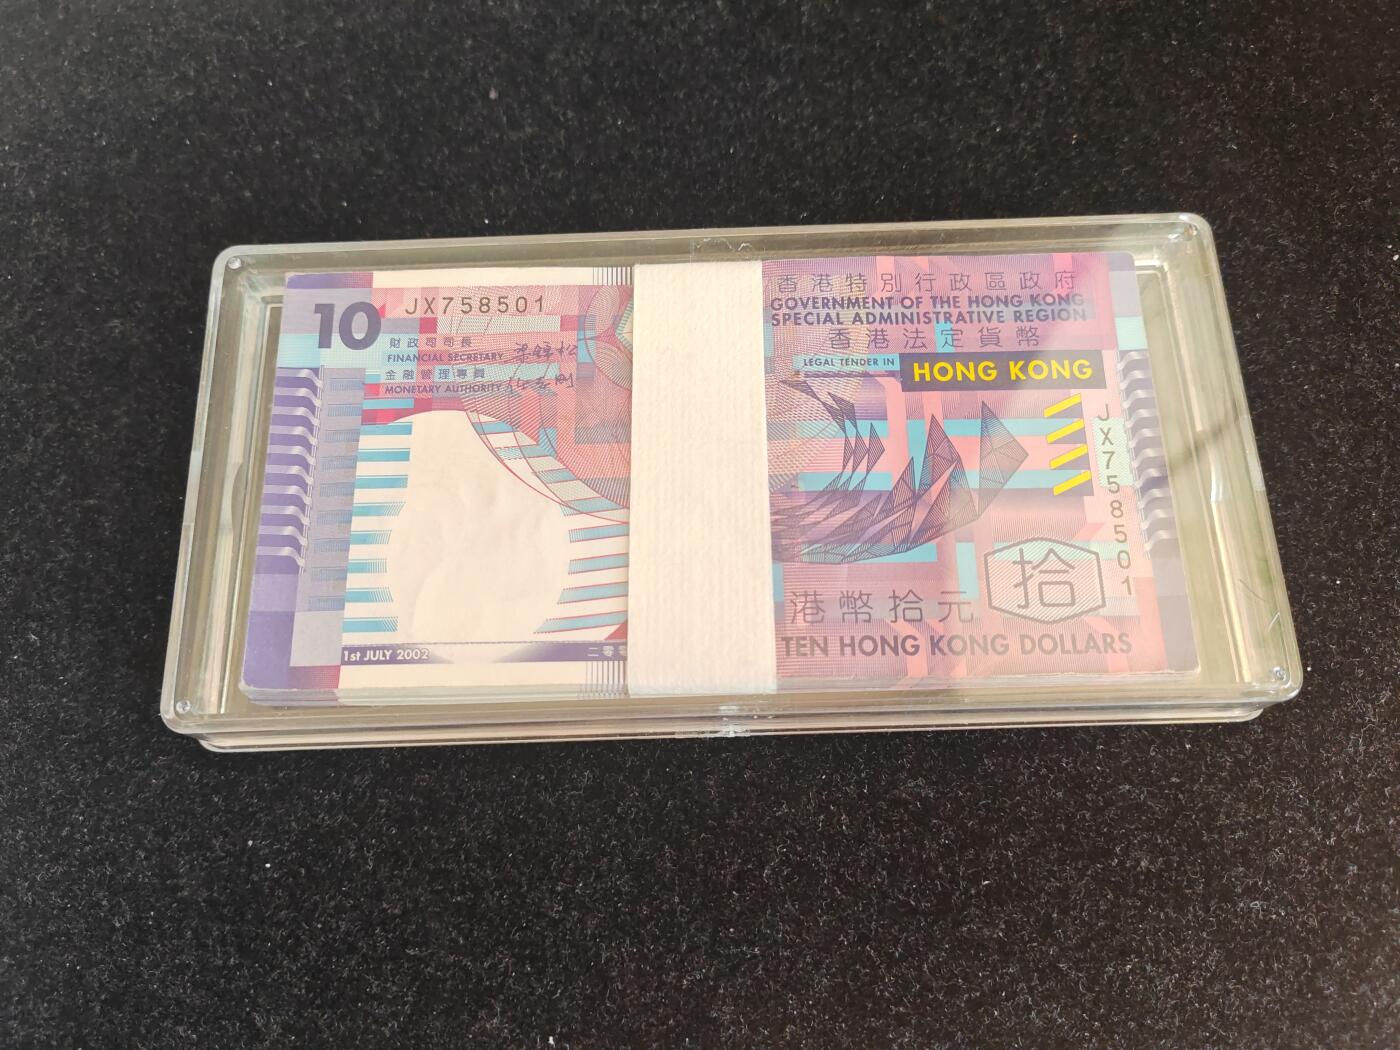 10
JX758501
財政司司長
FINANCIAL SECRETARY
金融管理專員
MONETARY AUTHORITY
1st JULY 2002
二零
香港特別行政區政府
GOVERNMENT OF THE HONG KONG
SPECIAL ADMINISTRATIVE REGION
香港法定貨幣
LEGAL TENDER IN
HONG KONG
JX758501
港幣拾元
拾
TEN HONG KONG DOLLARS